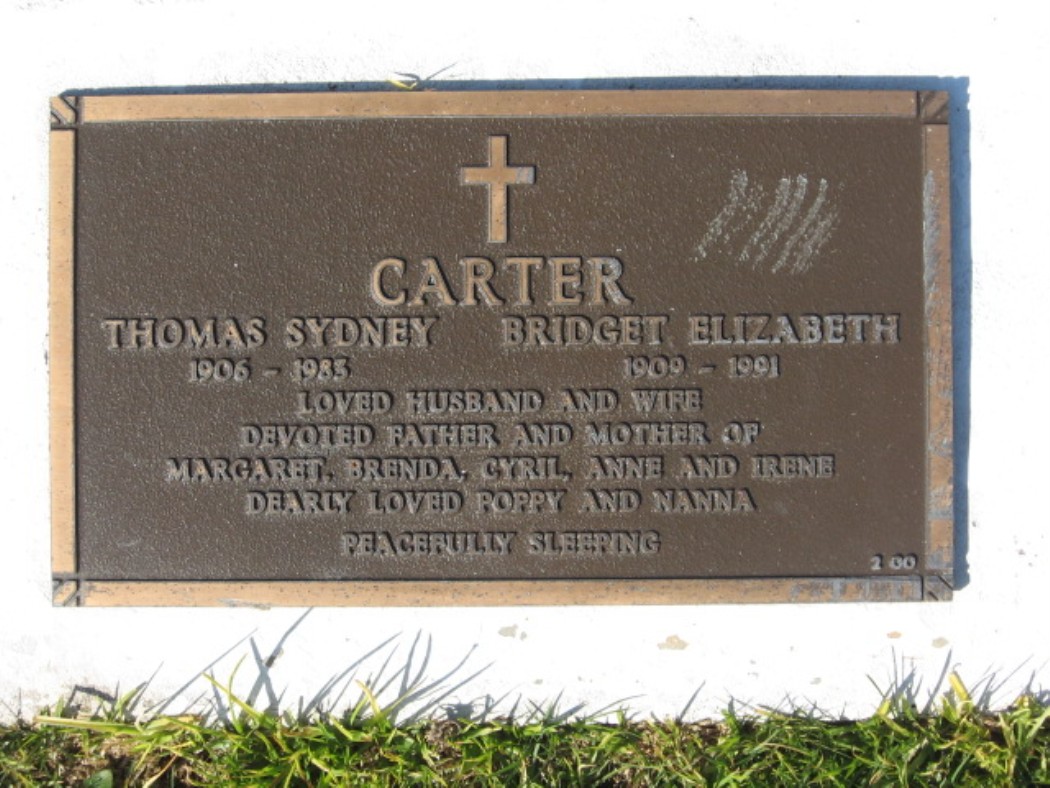 CARTER
THOMAS SYDNEY BRIDGET ELIZABETH
1906 - 1983 1909 - 1991
LOVED HUSBAND AND WIFE
DEVOTED FATHER AND MOTHER OF
MARGARET, BRENDA, CYRIL, ANNE AND IRENE
DEARLY LOVED POPPY AND NANNA
PEACEFULLY SLEEPING
2 00